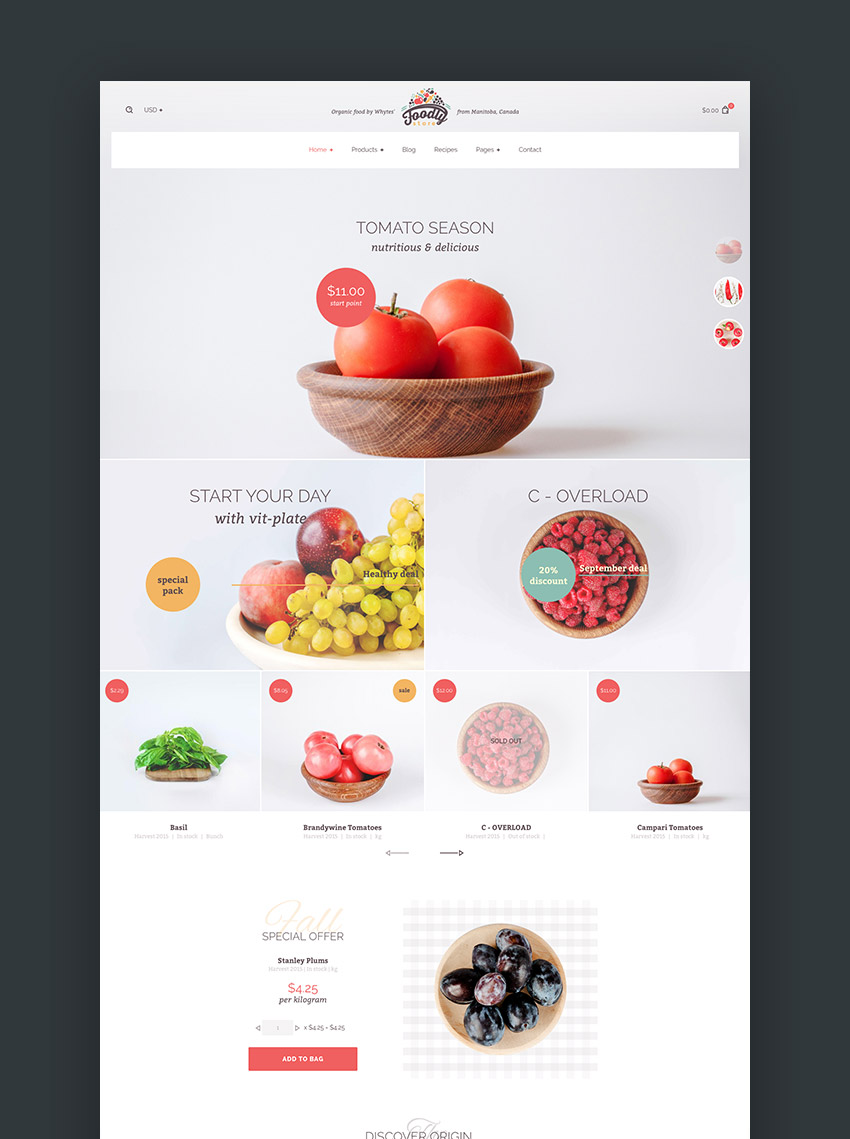 USD
Organic food by Whytes'
Foodly
store
from Manitoba, Canada
$0.00
0
Home
Products
Blog
Recipes
Pages
Contact
TOMATO SEASON
nutritious & delicious
$11.00
start point
START YOUR DAY
with vit-plate
special
pack
Healthy deal
C - OVERLOAD
20%
discount
September deal
$2.29
$8.05
sale
$12.00
SOLD OUT
$11.00
Basil
Harvest 2015 | In stock | Bunch
Brandywine Tomatoes
Harvest 2015 | In stock | kg
C - OVERLOAD
Harvest 2015 | Out of stock |
Campari Tomatoes
Harvest 2015 | In stock | kg
Fall
SPECIAL OFFER
Stanley Plums
Harvest 2015 | In stock | kg
$4.25
per kilogram
1
x $4.25 = $4.25
ADD TO BAG
DISCOVER ORIGIN